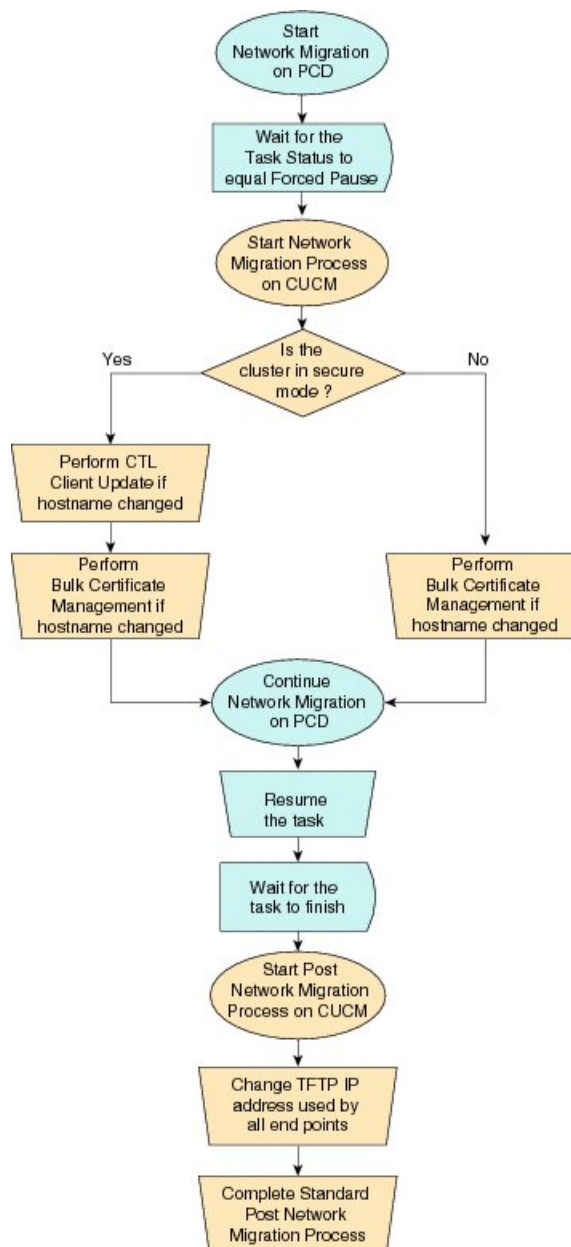 Start
Network Migration
on PCD
Wait for the
Task Status to
equal Forced Pause
Start Network
Migration Process
on CUCM
Is the
cluster in secure
mode ?
Yes
No
Perform CTL
Client Update if
hostname changed
Perform
Bulk Certificate
Management if
hostname changed
Perform
Bulk Certificate
Management if
hostname changed
Continue
Network Migration
on PCD
Resume
the task
Wait for the
task to finish
Start Post
Network Migration
Process on CUCM
Change TFTP IP
address used by
all end points
Complete Standard
Post Network
Migration Process